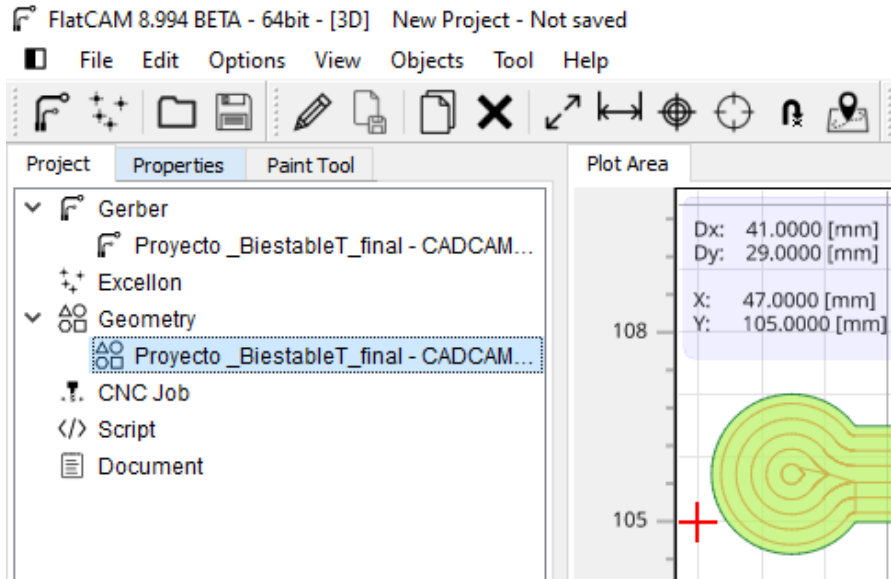 FlatCAM 8.994 BETA - 64bit - [3D] New Project - Not saved
File Edit Options View Objects Tool Help
Project Properties Paint Tool
Plot Area
Gerber
Proyecto _BiestableT_final - CADCAM...
Excellon
Geometry
Proyecto _BiestableT_final - CADCAM...
CNC Job
Script
Document
Dx: 41.0000 [mm]
Dy: 29.0000 [mm]
X: 47.0000 [mm]
Y: 105.0000 [mm]
108
105